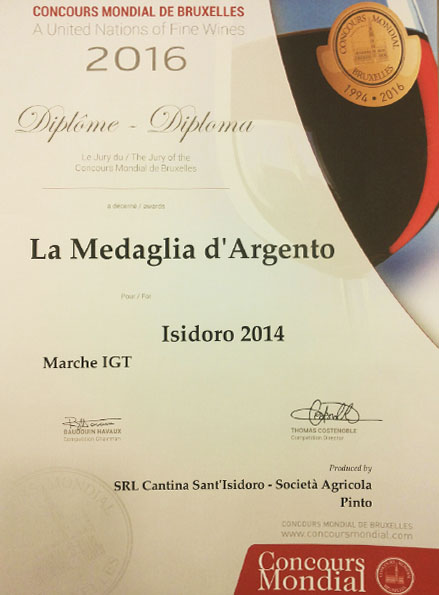 CONCOURS MONDIAL DE BRUXELLES
A United Nations of Fine Wines
2016
CONCOURS MONDIAL
BRUXELLES
1994 • 2016
Diplôme - Diploma
Le Jury du / The Jury of the
Concours Mondial de Bruxelles
a décerné / awards
La Medaglia d'Argento
Pour / For
Isidoro 2014
Marche IGT
BAUDOUIN HAVAUX
Competition Chairman
THOMAS COSTENOBLE
Competition Director
Produced by
SRL Cantina Sant'Isidoro - Società Agricola
Pinto
CONCOURS MONDIAL DE BRUXELLES
www.concoursmondial.com
Concours
Mondial